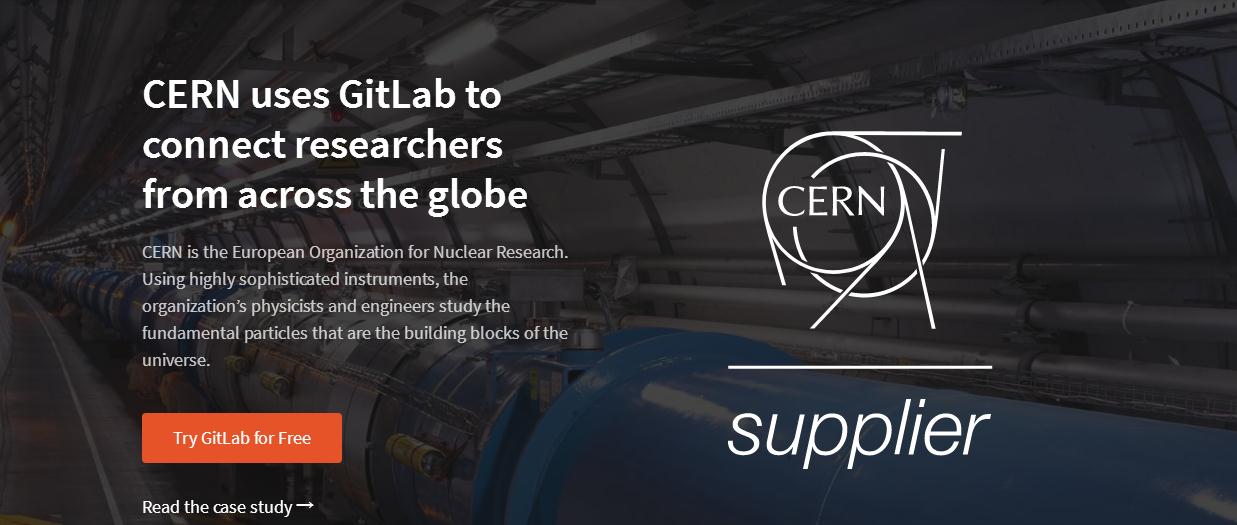 CERN uses GitLab to
connect researchers
from across the globe
CERN is the European Organization for Nuclear Research.
Using highly sophisticated instruments, the
organization’s physicists and engineers study the
fundamental particles that are the building blocks of the
universe.
Try GitLab for Free
Read the case study →
CERN
supplier